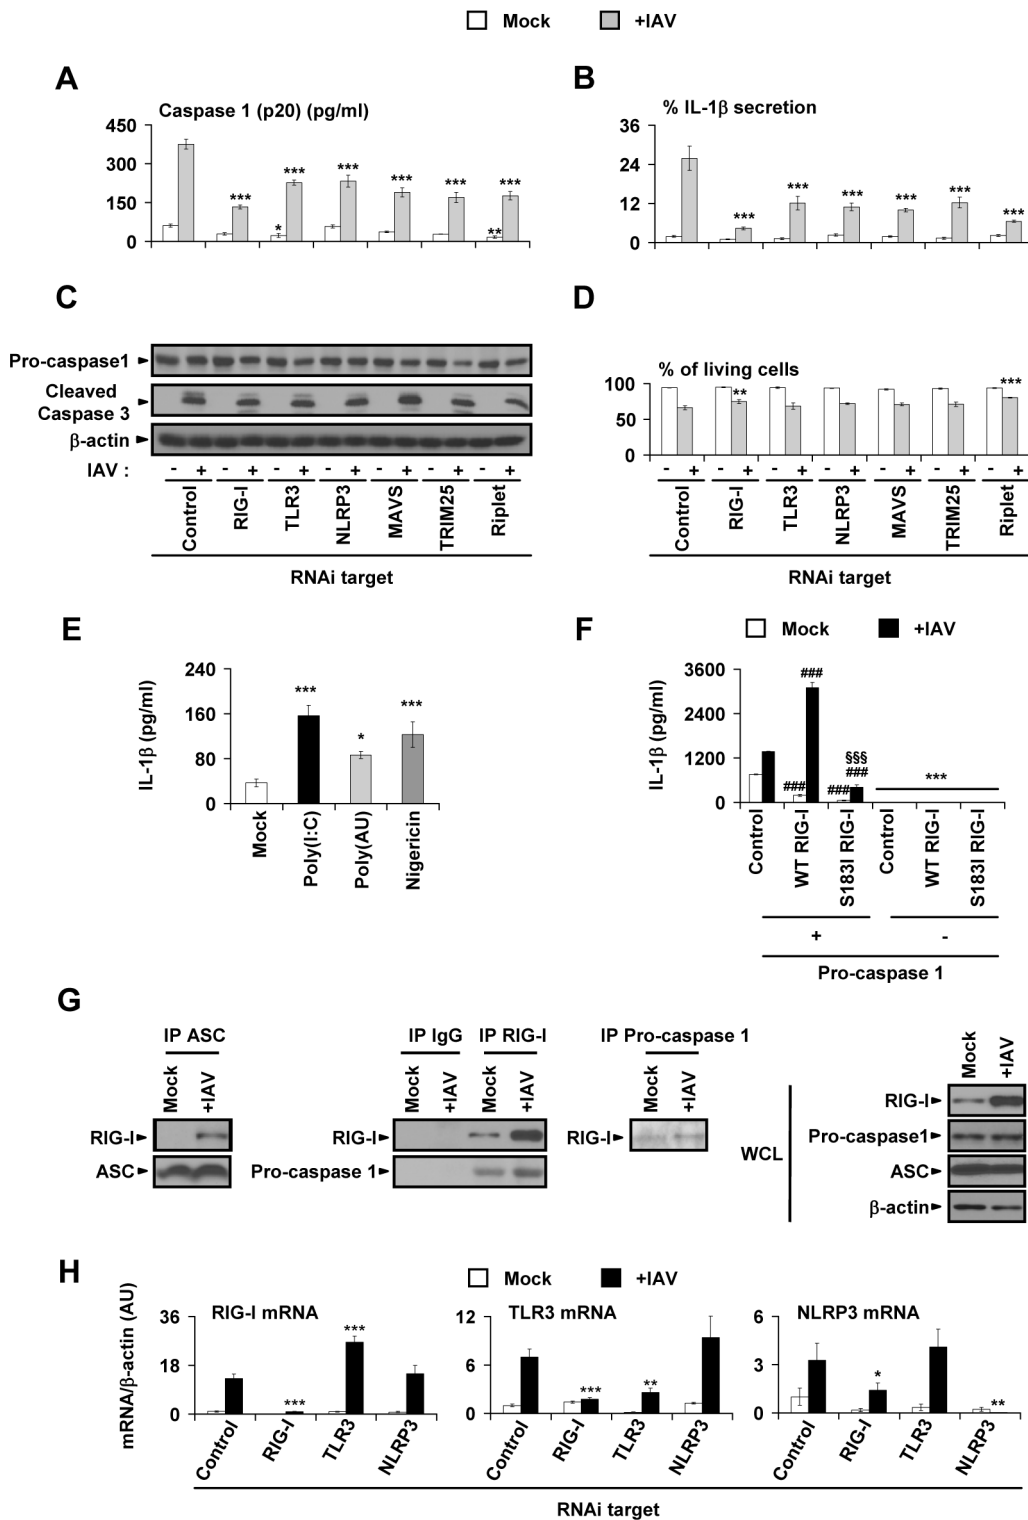 Mock +IAV
A
Caspase 1 (p20) (pg/ml)
450
300
150
0
***
*
***
***
***
***
**
***
B
% IL-1β secretion
36
24
12
0
***
***
***
***
***
***
C
Pro-caspase1
Cleaved
Caspase 3
β-actin
IAV : - + - + - + - + - + - + - +
Control RIG-I TLR3 NLRP3 MAVS TRIM25 Riplet
RNAi target
D
% of living cells
100
50
0
** ***
- + - + - + - + - + - + - +
Control RIG-I TLR3 NLRP3 MAVS TRIM25 Riplet
RNAi target
E
IL-1β (pg/ml)
240
160
80
0
*** * ***
Mock Poly(I:C) Poly(AU) Nigericin
F
Mock +IAV
IL-1β (pg/ml)
3600
2400
1200
0
###
###
§§§
###
###
***
Control WT RIG-I S183I RIG-I Control WT RIG-I S183I RIG-I
+ -
Pro-caspase 1
G
IP ASC
Mock +IAV
RIG-I
ASC
IP IgG IP RIG-I
Mock +IAV Mock +IAV
RIG-I
Pro-caspase 1
IP Pro-caspase 1
Mock +IAV
RIG-I
WCL
Mock +IAV
RIG-I
Pro-caspase1
ASC
β-actin
H
Mock +IAV
mRNA/β-actin (AU)
RIG-I mRNA
36
18
0
*** ***
Control RIG-I TLR3 NLRP3
TLR3 mRNA
12
6
0
*** **
Control RIG-I TLR3 NLRP3
NLRP3 mRNA
6
3
0
* **
Control RIG-I TLR3 NLRP3
RNAi target